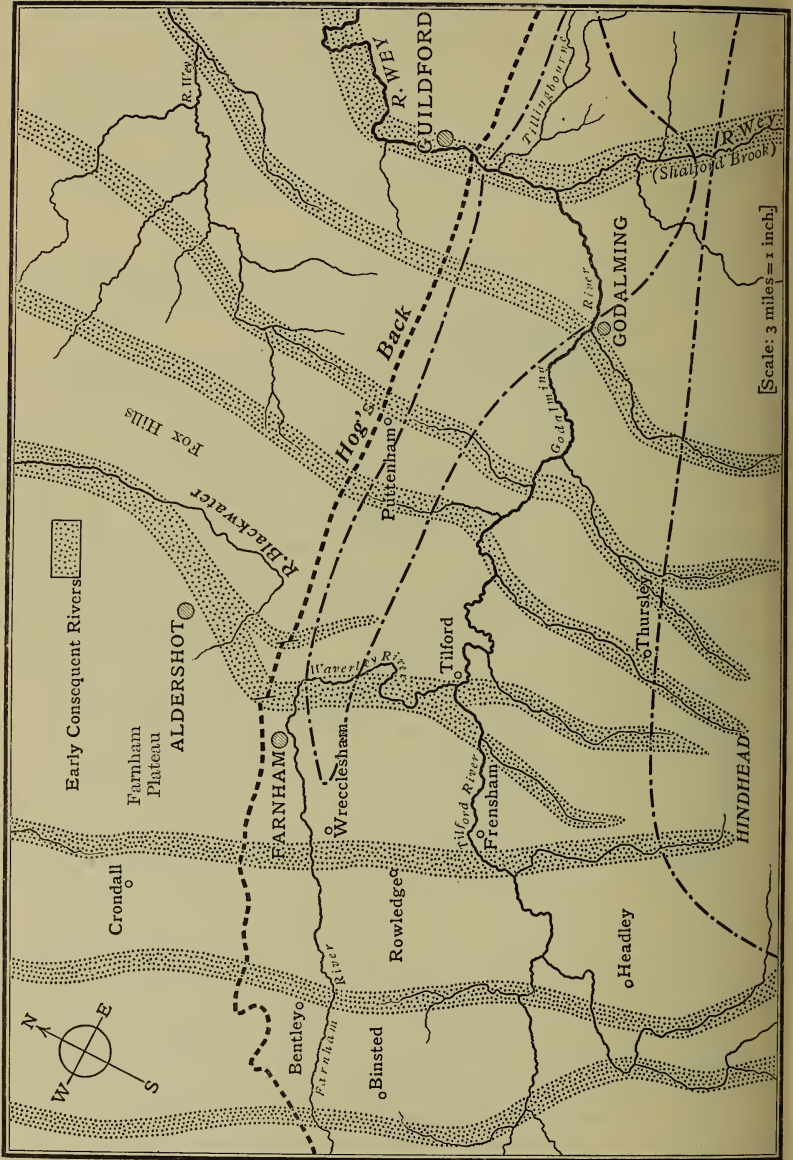 N
W
E
S
Early Consequent Rivers
Farnham
Plateau
ALDERSHOT
Fox Hills
R. Blackwater
R. Wey
R. WEY
GUILDFORD
Tillingbourne
R. Wey
(Shalford Brook)
Hog's Back
Puttenham
Godalming River
GODALMING
Crondall
FARNHAM
Wrecclesham
Waverley River
Tilford
Tilford River
Frensham
Thursley
HINDHEAD
Bentley
Farnham River
Binsted
Rowledge
Headley
[Scale: 3 miles = 1 inch.]